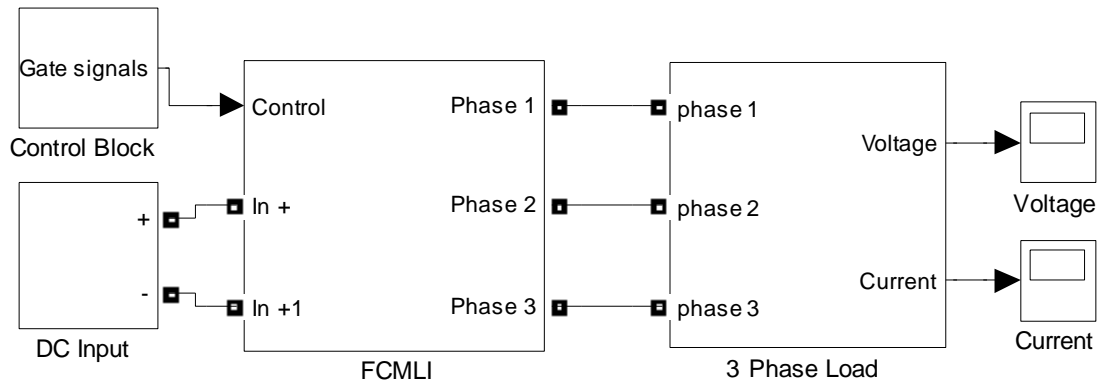 Gate signals
Control Block
+
-
DC Input
Control
In +
In +1
Phase 1
Phase 2
Phase 3
FCMLI
phase 1
phase 2
phase 3
Voltage
Current
3 Phase Load
Voltage
Current